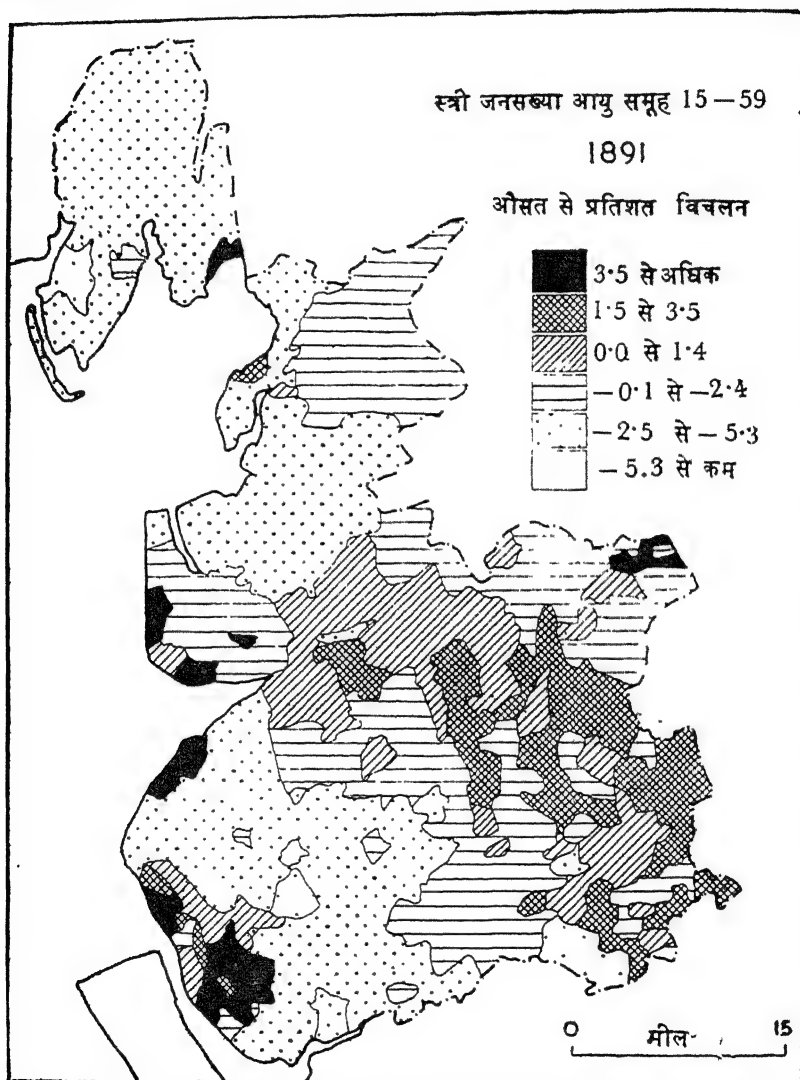 स्त्री जनसख्या आयु समूह 15—59
1891
औसत से प्रतिशत विचलन
3·5 से अधिक
1·5 से 3·5
0·0 से 1·4
—0·1 से —2·4
—2·5 से —5·3
—5.3 से कम
0 मील 15